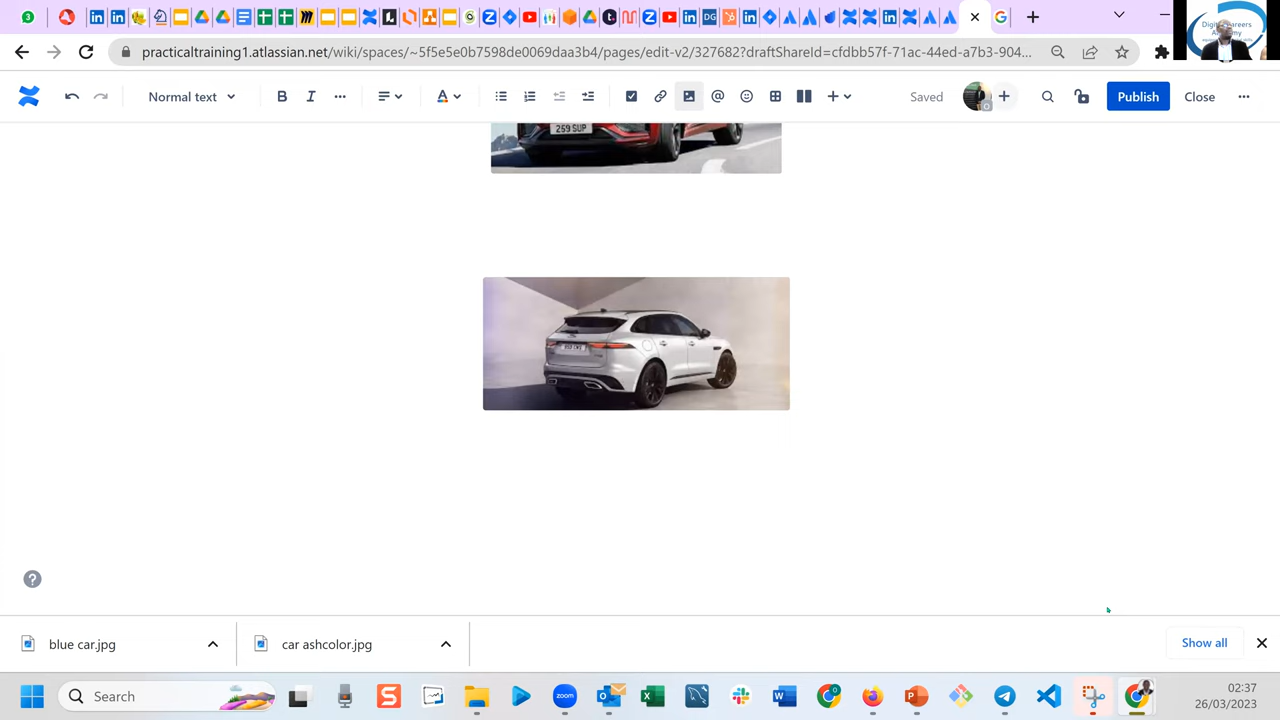 practicaltraining1.atlassian.net/wiki/spaces/~5f5e5e0b7598de0069daa3b4/pages/edit-v2/327682?draftShareId=cfdbb57f-71ac-44ed-a7b3-904...
Normal text
Saved
Publish
Close
259 SUP
blue car.jpg
car ashcolor.jpg
Show all
Search
zoom
02:37
26/03/2023